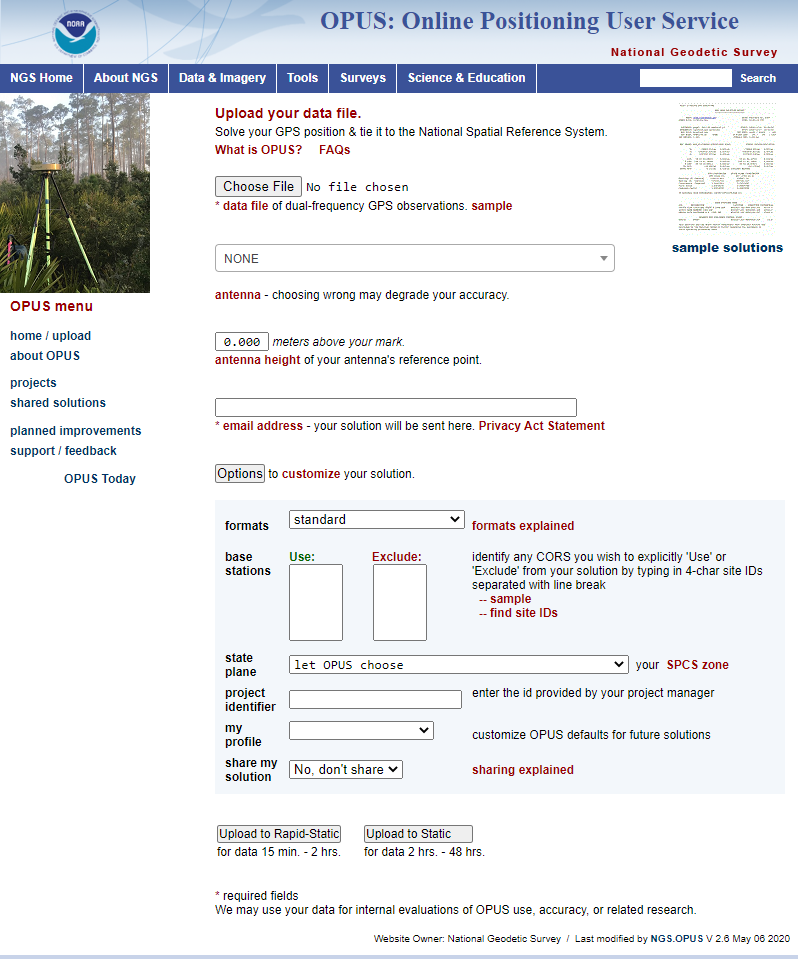 NOAA
OPUS: Online Positioning User Service
National Geodetic Survey
NGS Home
About NGS
Data & Imagery
Tools
Surveys
Science & Education
Search
Upload your data file.
Solve your GPS position & tie it to the National Spatial Reference System.
What is OPUS? FAQs
Choose File No file chosen
* data file of dual-frequency GPS observations. sample
sample solutions
NONE
antenna - choosing wrong may degrade your accuracy.
OPUS menu
home / upload
about OPUS
projects
shared solutions
planned improvements
support / feedback
OPUS Today
0.000 meters above your mark.
antenna height of your antenna's reference point.
* email address - your solution will be sent here. Privacy Act Statement
Options to customize your solution.
formats standard formats explained
base
stations
Use:
Exclude:
identify any CORS you wish to explicitly 'Use' or
'Exclude' from your solution by typing in 4-char site IDs
separated with line break
-- sample
-- find site IDs
state
plane
let OPUS choose your SPCS zone
project
identifier
enter the id provided by your project manager
my
profile
customize OPUS defaults for future solutions
share my
solution
No, don't share
sharing explained
Upload to Rapid-Static Upload to Static
for data 15 min. - 2 hrs. for data 2 hrs. - 48 hrs.
* required fields
We may use your data for internal evaluations of OPUS use, accuracy, or related research.
Website Owner: National Geodetic Survey / Last modified by NGS.OPUS V 2.6 May 06 2020